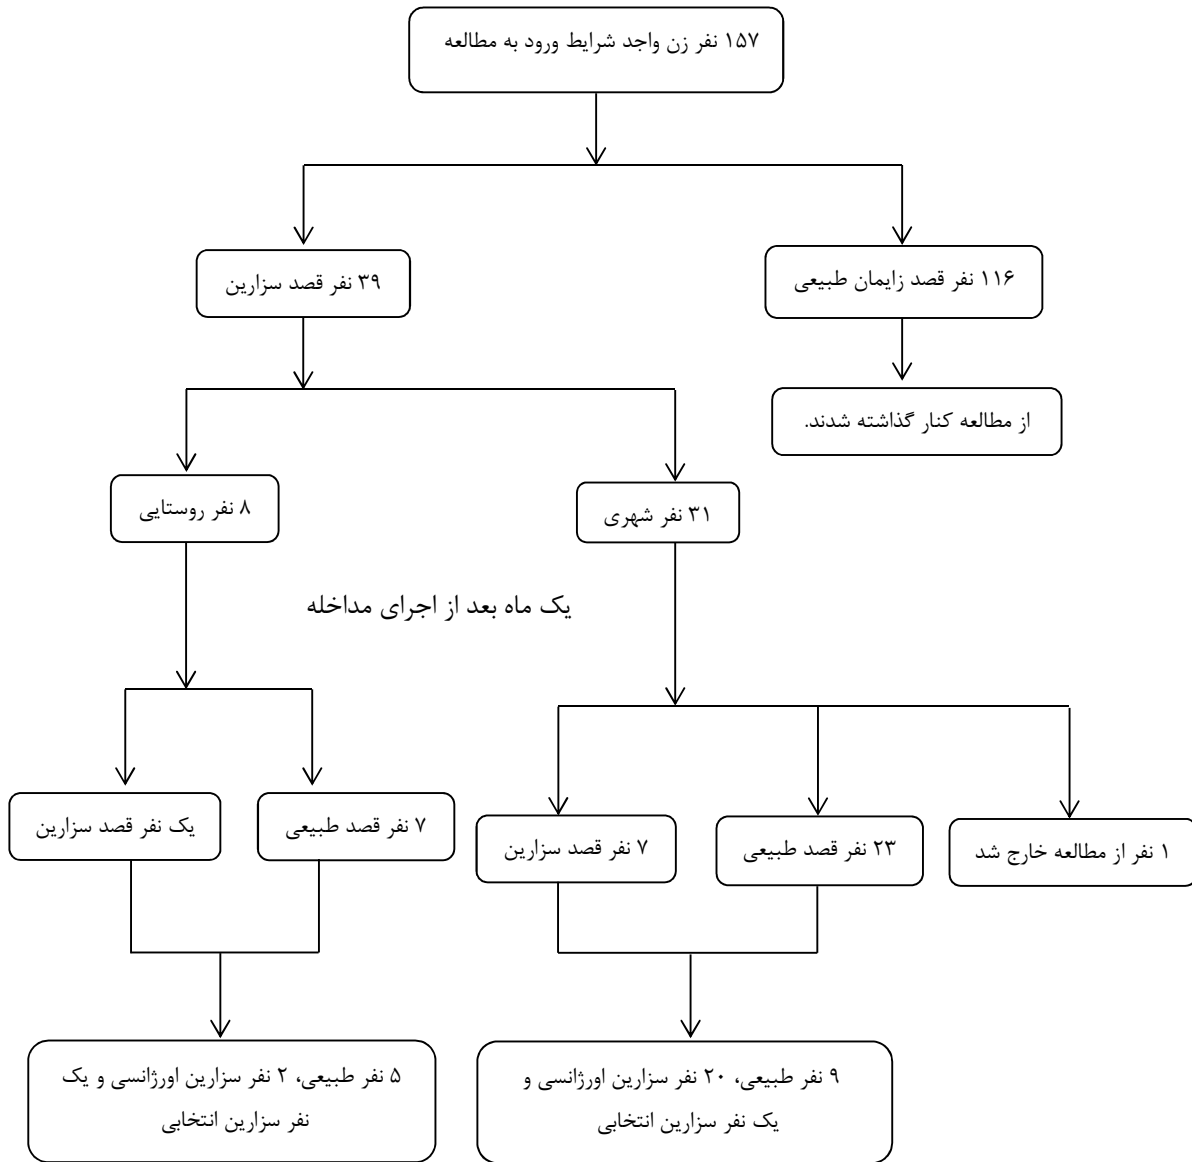 ۱۵۷ نفر زن واجد شرایط ورود به مطالعه
۱۱۶ نفر قصد زایمان طبیعی
۳۹ نفر قصد سزارین
از مطالعه کنار گذاشته شدند.
۳۱ نفر شهری
۸ نفر روستایی
یک ماه بعد از اجرای مداخله
۱ نفر از مطالعه خارج شد
۲۳ نفر قصد طبیعی
۷ نفر قصد سزارین
۷ نفر قصد طبیعی
یک نفر قصد سزارین
۹ نفر طبیعی، ۲۰ نفر سزارین اورژانسی و
یک نفر سزارین انتخابی
۵ نفر طبیعی، ۲ نفر سزارین اورژانسی و یک
نفر سزارین انتخابی